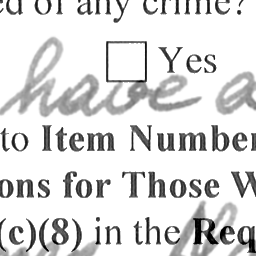 ed of any crime?
Yes
have a
to Item Number
ons for Those W
(c)(8) in the Req